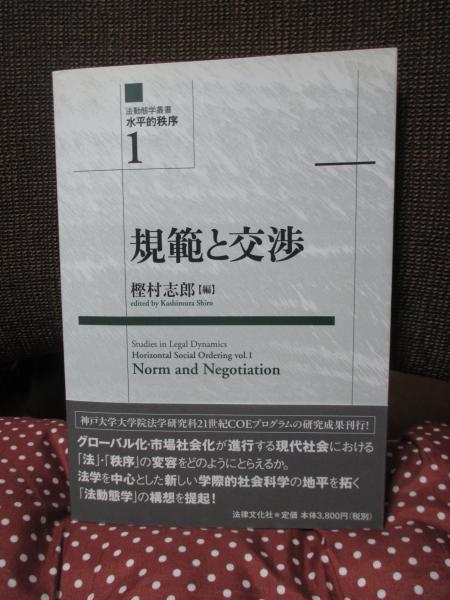 法動態学叢書
水平的秩序
1
規範と交渉
樫村志郎【編】
edited by Kashimura Shiro
Studies in Legal Dynamics
Horizontal Social Ordering vol.1
Norm and Negotiation
神戸大学大学院法学研究科21世紀COEプログラムの研究成果刊行!
グローバル化・市場社会化が進行する現代社会における
「法」・「秩序」の変容をどのようにとらえるか。
法学を中心とした新しい学際的社会科学の地平を拓く
「法動態学」の構想を提起!
法律文化社●定価 本体3,800円(税別)